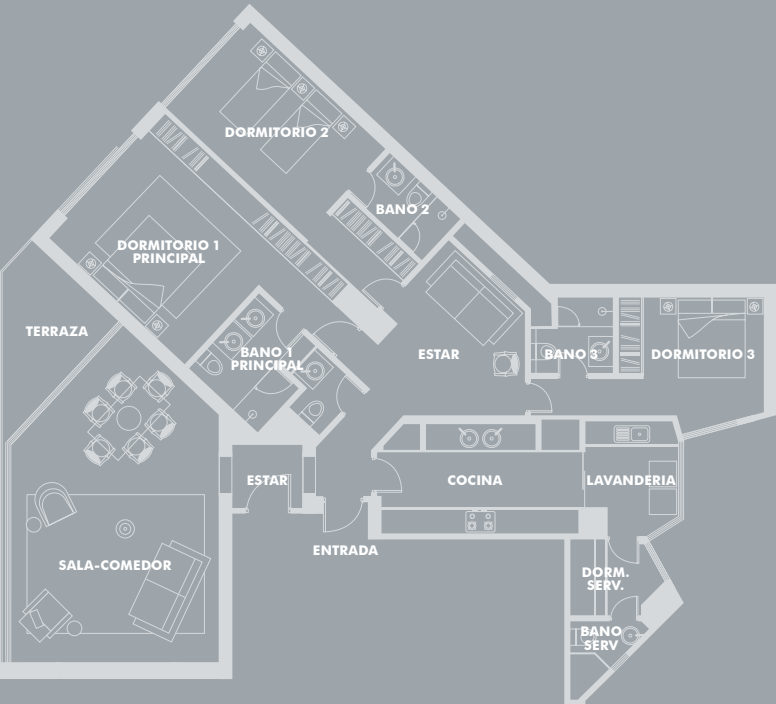 DORMITORIO 2
BANO 2
DORMITORIO 1
PRINCIPAL
TERRAZA
BANO 1
PRINCIPAL
ESTAR
BANO 3
DORMITORIO 3
ESTAR
COCINA
LAVANDERIA
ENTRADA
SALA-COMEDOR
DORM.
SERV.
BANO
SERV